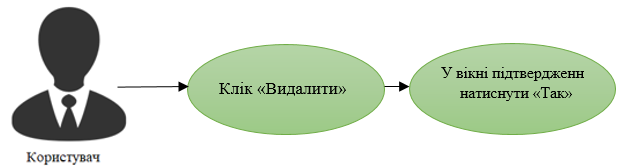 Клік «Видалити»
У вікні підтвердженн
натиснути «Так»
Користувач